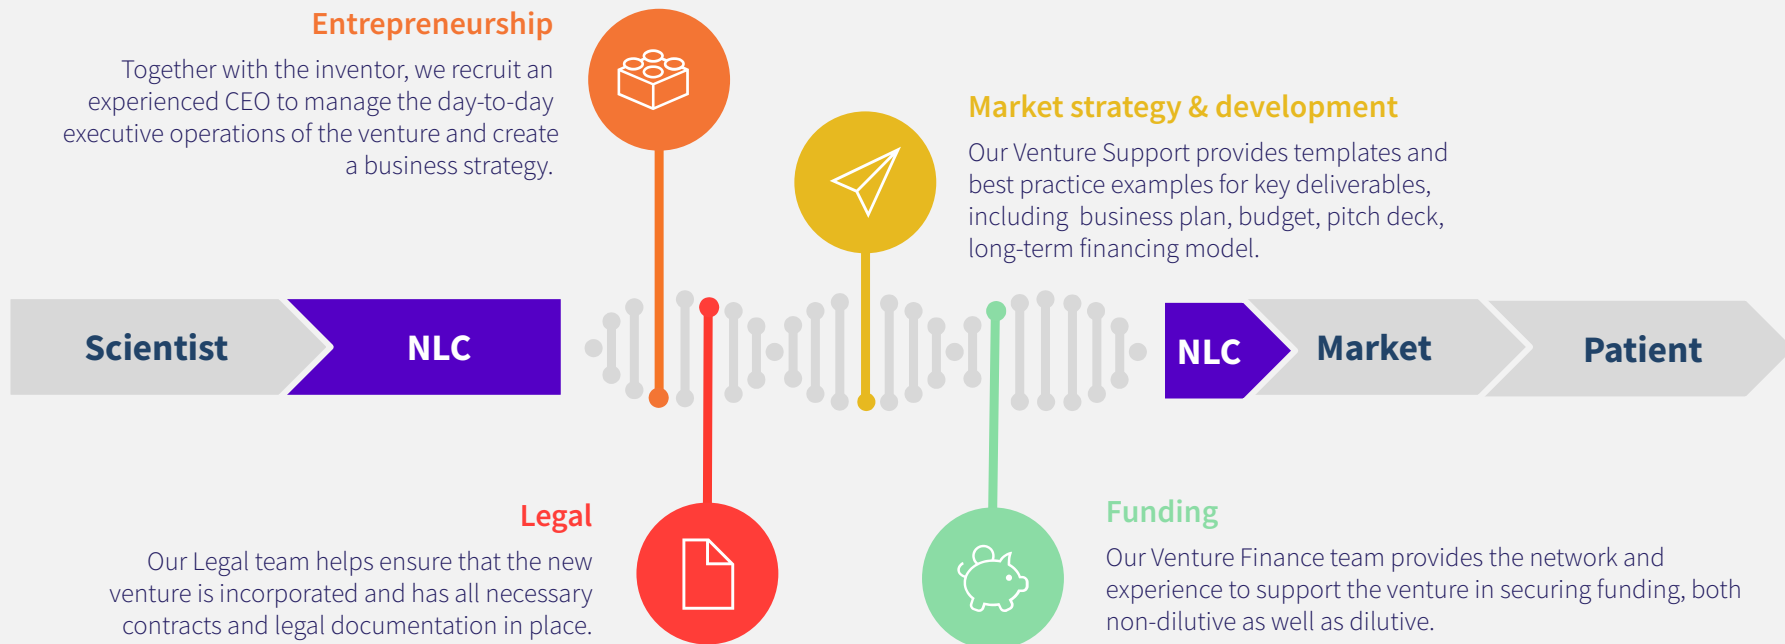 Entrepreneurship
Together with the inventor, we recruit an
experienced CEO to manage the day-to-day
executive operations of the venture and create
a business strategy.
Market strategy & development
Our Venture Support provides templates and
best practice examples for key deliverables,
including  business plan, budget, pitch deck,
long-term financing model.
Scientist
NLC
NLC
Market
Patient
Legal
Our Legal team helps ensure that the new
venture is incorporated and has all necessary
contracts and legal documentation in place.
Funding
Our Venture Finance team provides the network and
experience to support the venture in securing funding, both
non-dilutive as well as dilutive.